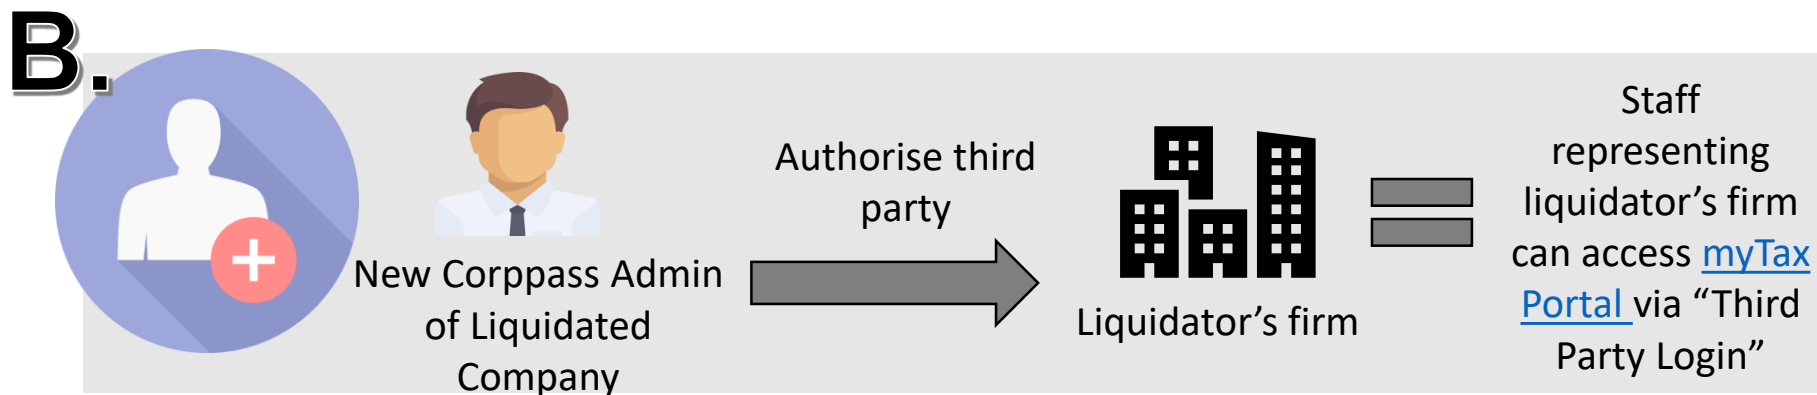 B.
New Corppass Admin
of Liquidated
Company
Authorise third
party
Liquidator’s firm
Staff
representing
liquidator’s firm
can access myTax
Portal via “Third
Party Login”